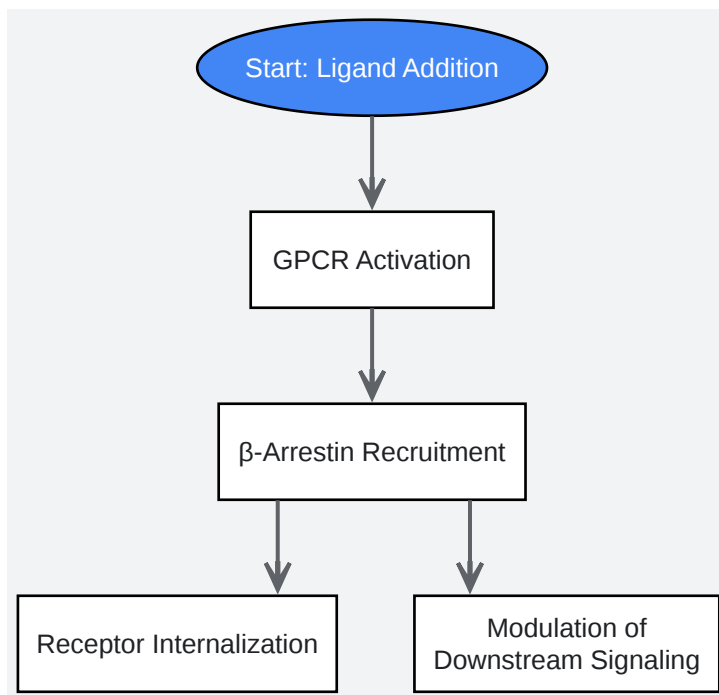 Start: Ligand Addition
GPCR Activation
β-Arrestin Recruitment
Receptor Internalization
Modulation of
Downstream Signaling